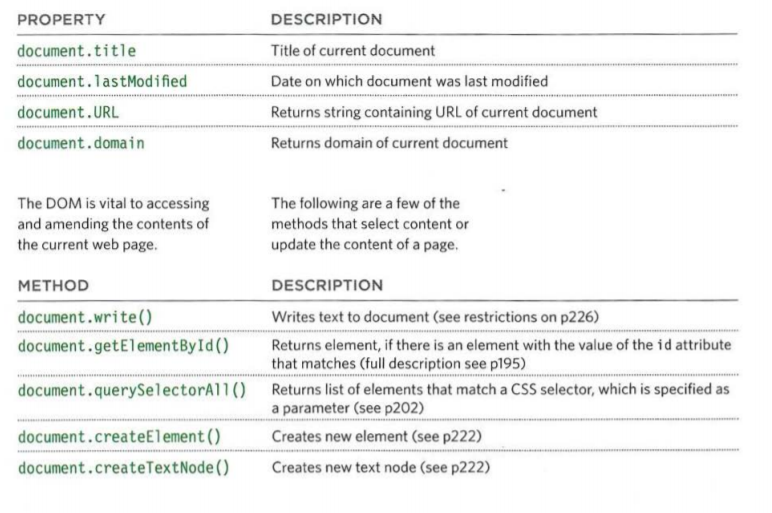 PROPERTY DESCRIPTION
document.title Title of current document
document.lastModified Date on which document was last modified
document.URL Returns string containing URL of current document
document.domain Returns domain of current document
The DOM is vital to accessing
and amending the contents of
the current web page.
The following are a few of the
methods that select content or
update the content of a page.
METHOD DESCRIPTION
document.write() Writes text to document (see restrictions on p226)
document.getElementById() Returns element, if there is an element with the value of the id attribute
that matches (full description see p195)
document.querySelectorAll() Returns list of elements that match a CSS selector, which is specified as
a parameter (see p202)
document.createElement() Creates new element (see p222)
document.createTextNode() Creates new text node (see p222)